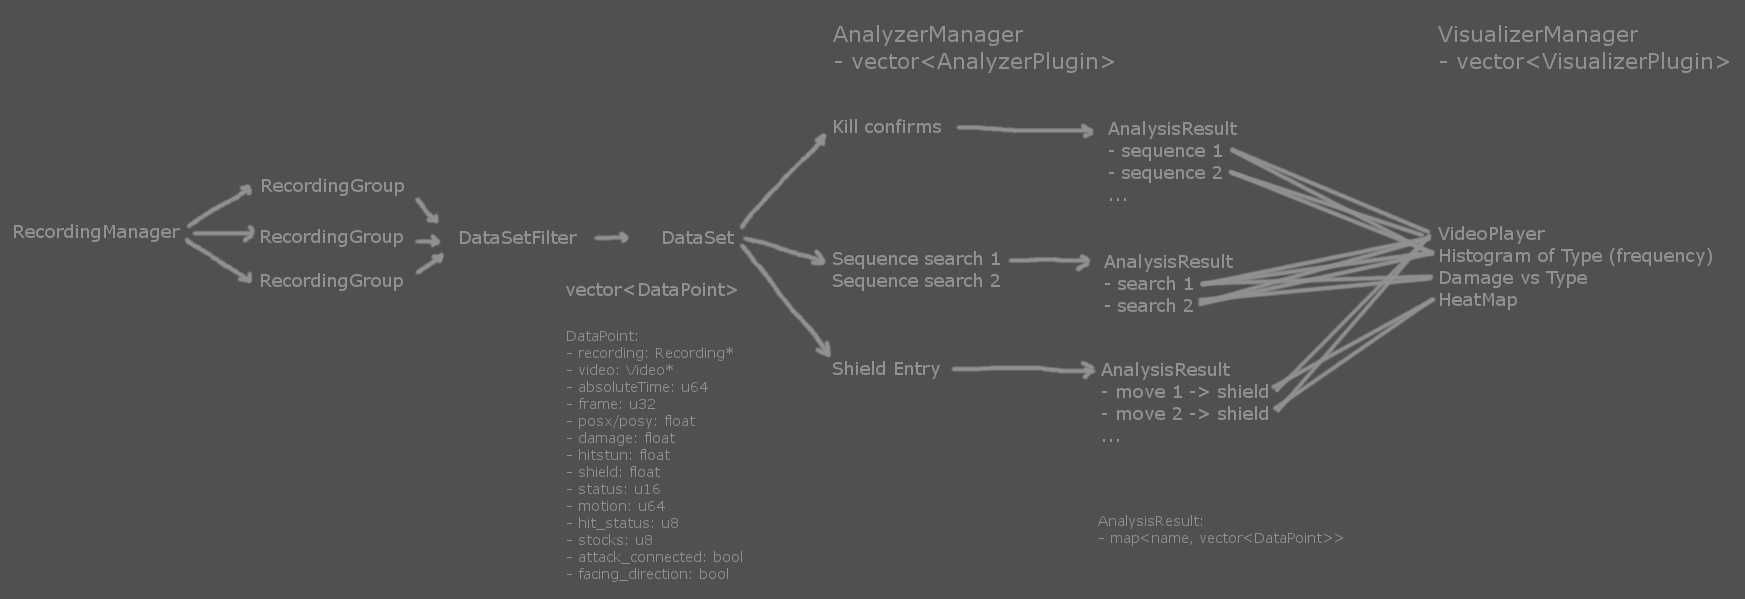 AnalyzerManager
- vector<AnalyzerPlugin>
VisualizerManager
- vector<VisualizerPlugin>
RecordingManager
RecordingGroup
RecordingGroup
RecordingGroup
DataSetFilter
DataSet
vector<DataPoint>
DataPoint:
- recording: Recording*
- video: Video*
- absoluteTime: u64
- frame: u32
- posx/posy: float
- damage: float
- hitstun: float
- shield: float
- status: u16
- motion: u64
- hit_status: u8
- stocks: u8
- attack_connected: bool
- facing_direction: bool
Kill confirms
Sequence search 1
Sequence search 2
Shield Entry
AnalysisResult
- sequence 1
- sequence 2
...
AnalysisResult
- search 1
- search 2
AnalysisResult
- move 1 -> shield
- move 2 -> shield
...
AnalysisResult:
- map<name, vector<DataPoint>>
VideoPlayer
Histogram of Type (frequency)
Damage vs Type
HeatMap